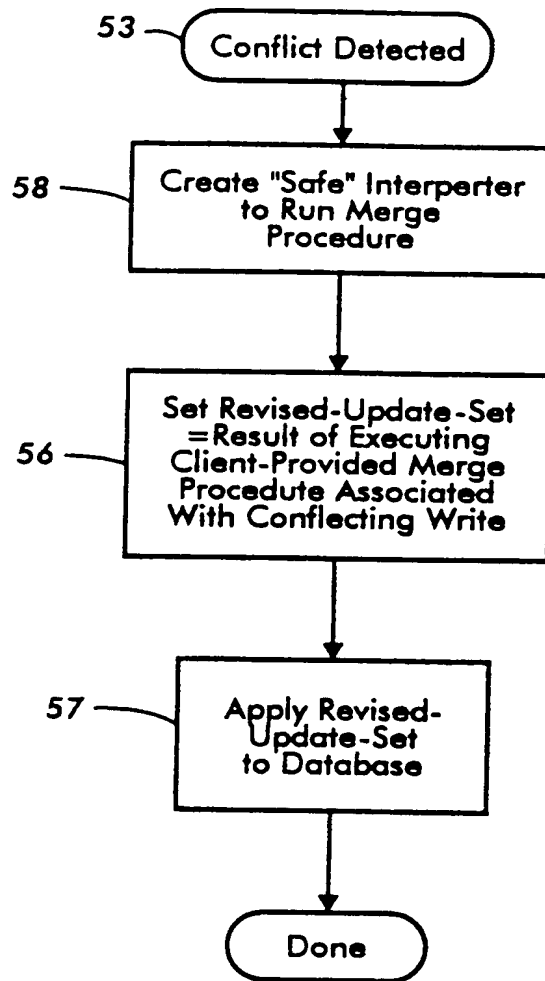 53
Conflict Detected
58
Create "Safe" Interperter
to Run Merge
Procedure
56
Set Revised-Update-Set
=Result of Executing
Client-Provided Merge
Procedute Associated
With Conflecting Write
57
Apply Revised-
Update-Set
to Database
Done